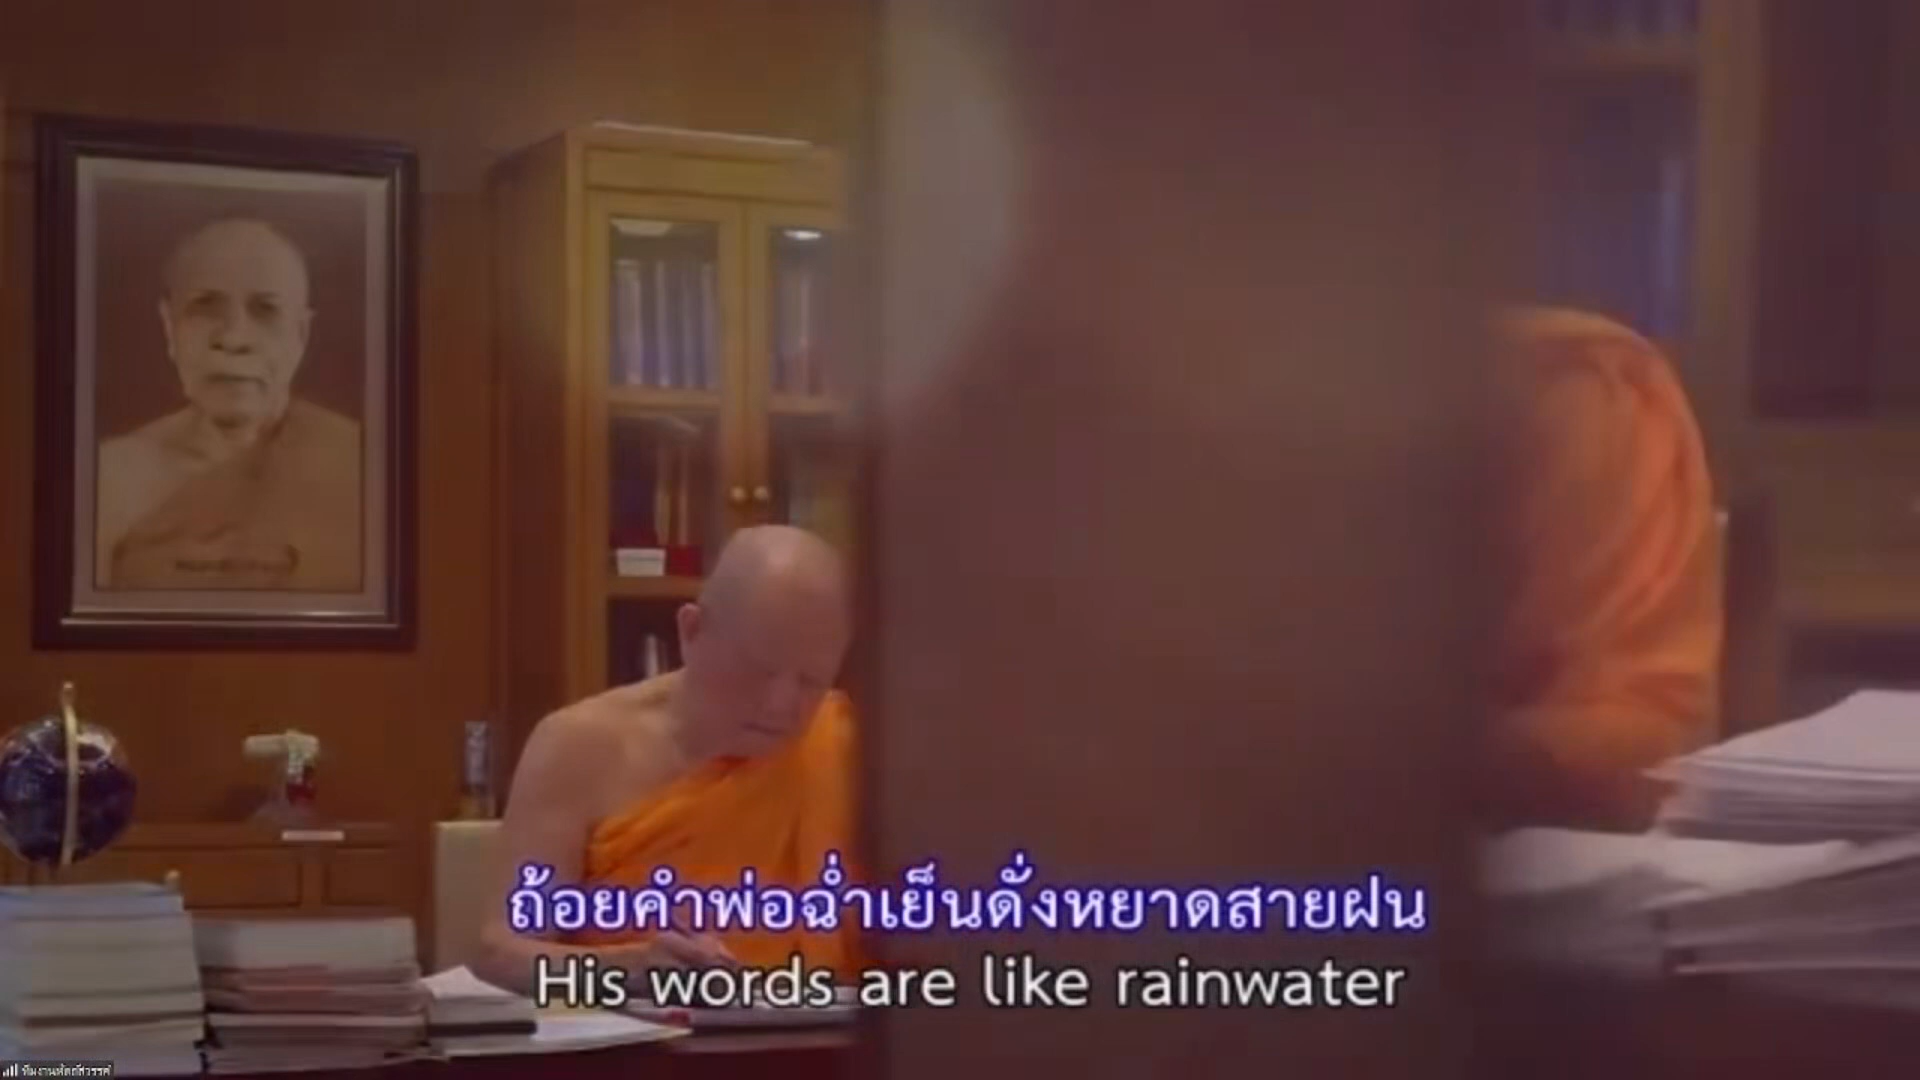 ถ้อยคำพ่อฉ่ำเย็นดั่งหยาดสายฝน
His words are like rainwater